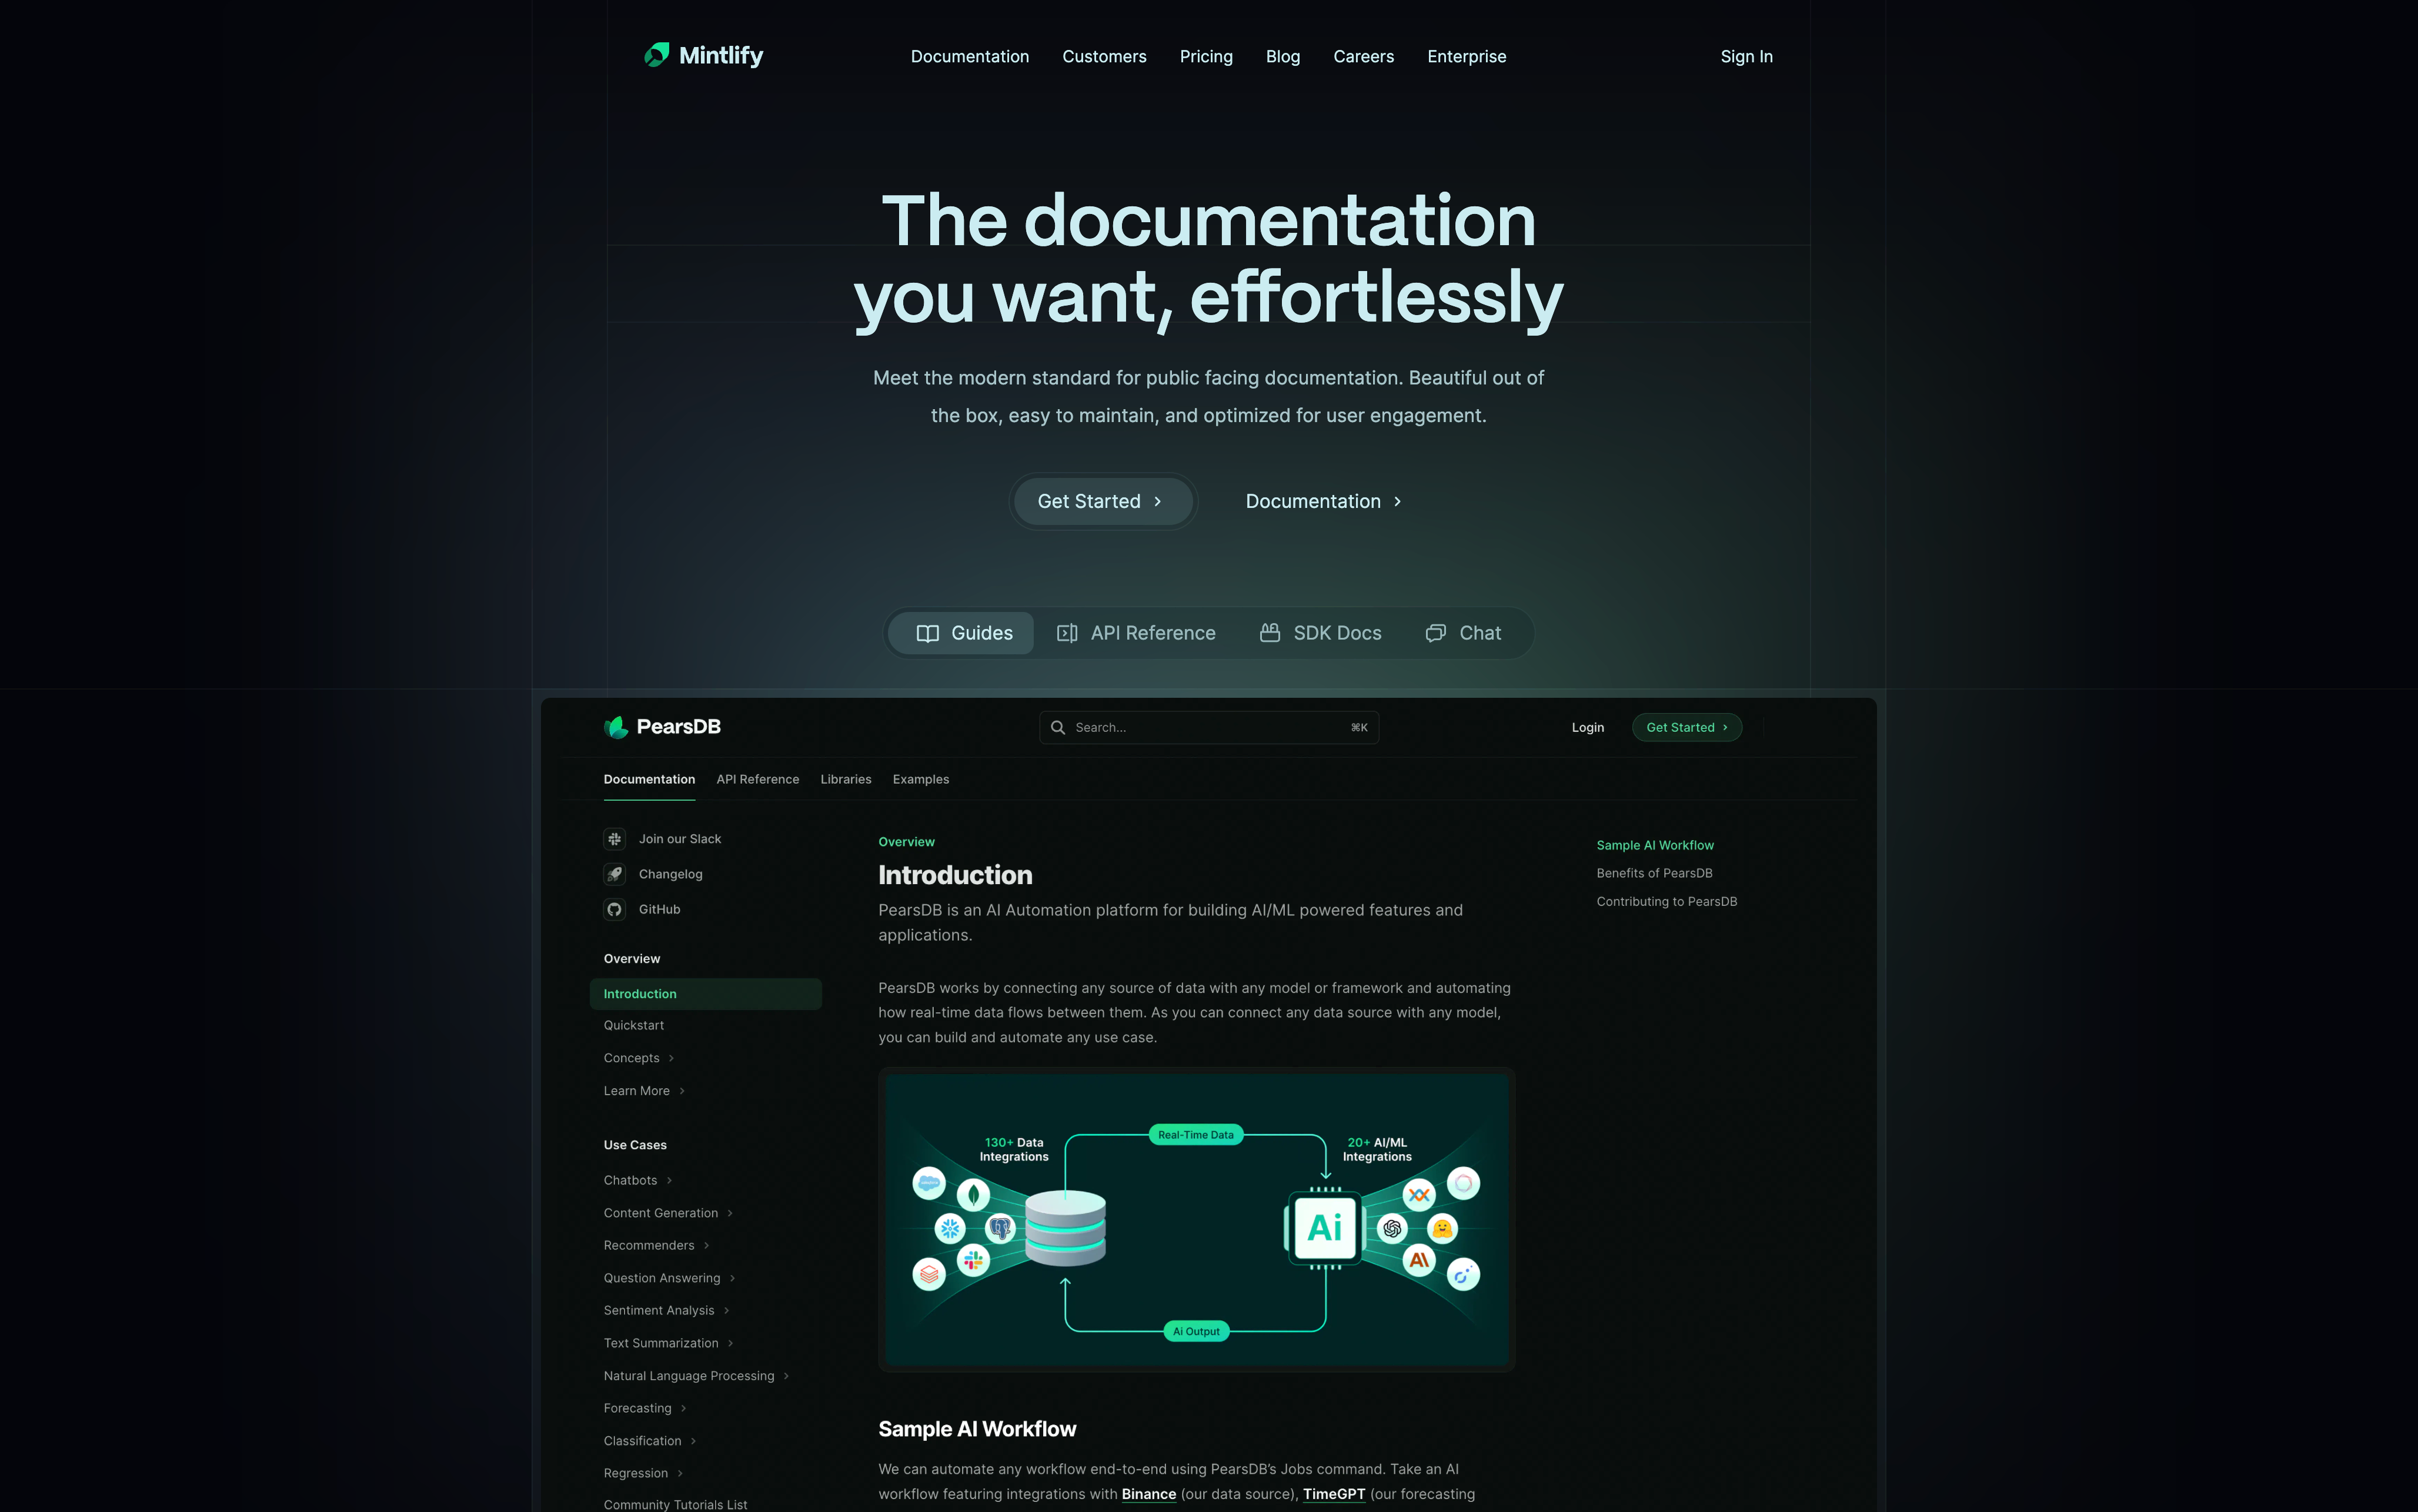 Mintlify
Documentation
Customers
Pricing
Blog
Careers
Enterprise
Sign In
The documentation
you want, effortlessly
Meet the modern standard for public facing documentation. Beautiful out of
the box, easy to maintain, and optimized for user engagement.
Get Started
Documentation
Guides
API Reference
SDK Docs
Chat
PearsDB
Search...
⌘K
Login
Get Started
Documentation
API Reference
Libraries
Examples
Join our Slack
Changelog
GitHub
Overview
Introduction
Quickstart
Concepts
Learn More
Use Cases
Chatbots
Content Generation
Recommenders
Question Answering
Sentiment Analysis
Text Summarization
Natural Language Processing
Forecasting
Classification
Regression
Community Tutorials List
Overview
Introduction
PearsDB is an AI Automation platform for building AI/ML powered features and
applications.
PearsDB works by connecting any source of data with any model or framework and automating
how real-time data flows between them. As you can connect any data source with any model,
you can build and automate any use case.
130+ Data
Integrations
Real-Time Data
20+ AI/ML
Integrations
Ai
Ai Output
Sample AI Workflow
We can automate any workflow end-to-end using PearsDB's Jobs command. Take an AI
workflow featuring integrations with Binance (our data source), TimeGPT (our forecasting
Sample AI Workflow
Benefits of PearsDB
Contributing to PearsDB